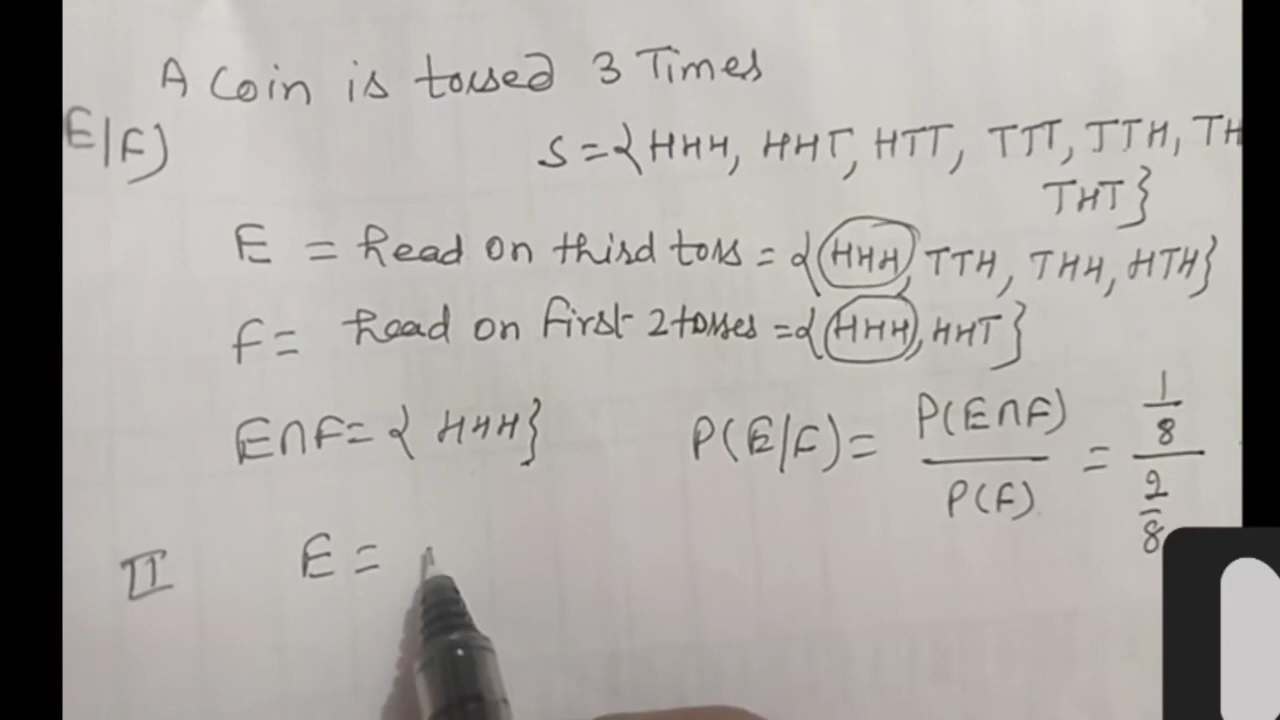 A Coin is tossed 3 Times
E/F)
S={HHH, HHT, HTT, TTT, TTH, TH
THT}
E = Head on third toss = {HHH, TTH, THH, HTH}
F = Head on First 2 tosses = {HHH, HHT}
E∩F = {HHH} P(E/F) = P(E∩F) / P(F) = 1/8 / 2/8
II E =